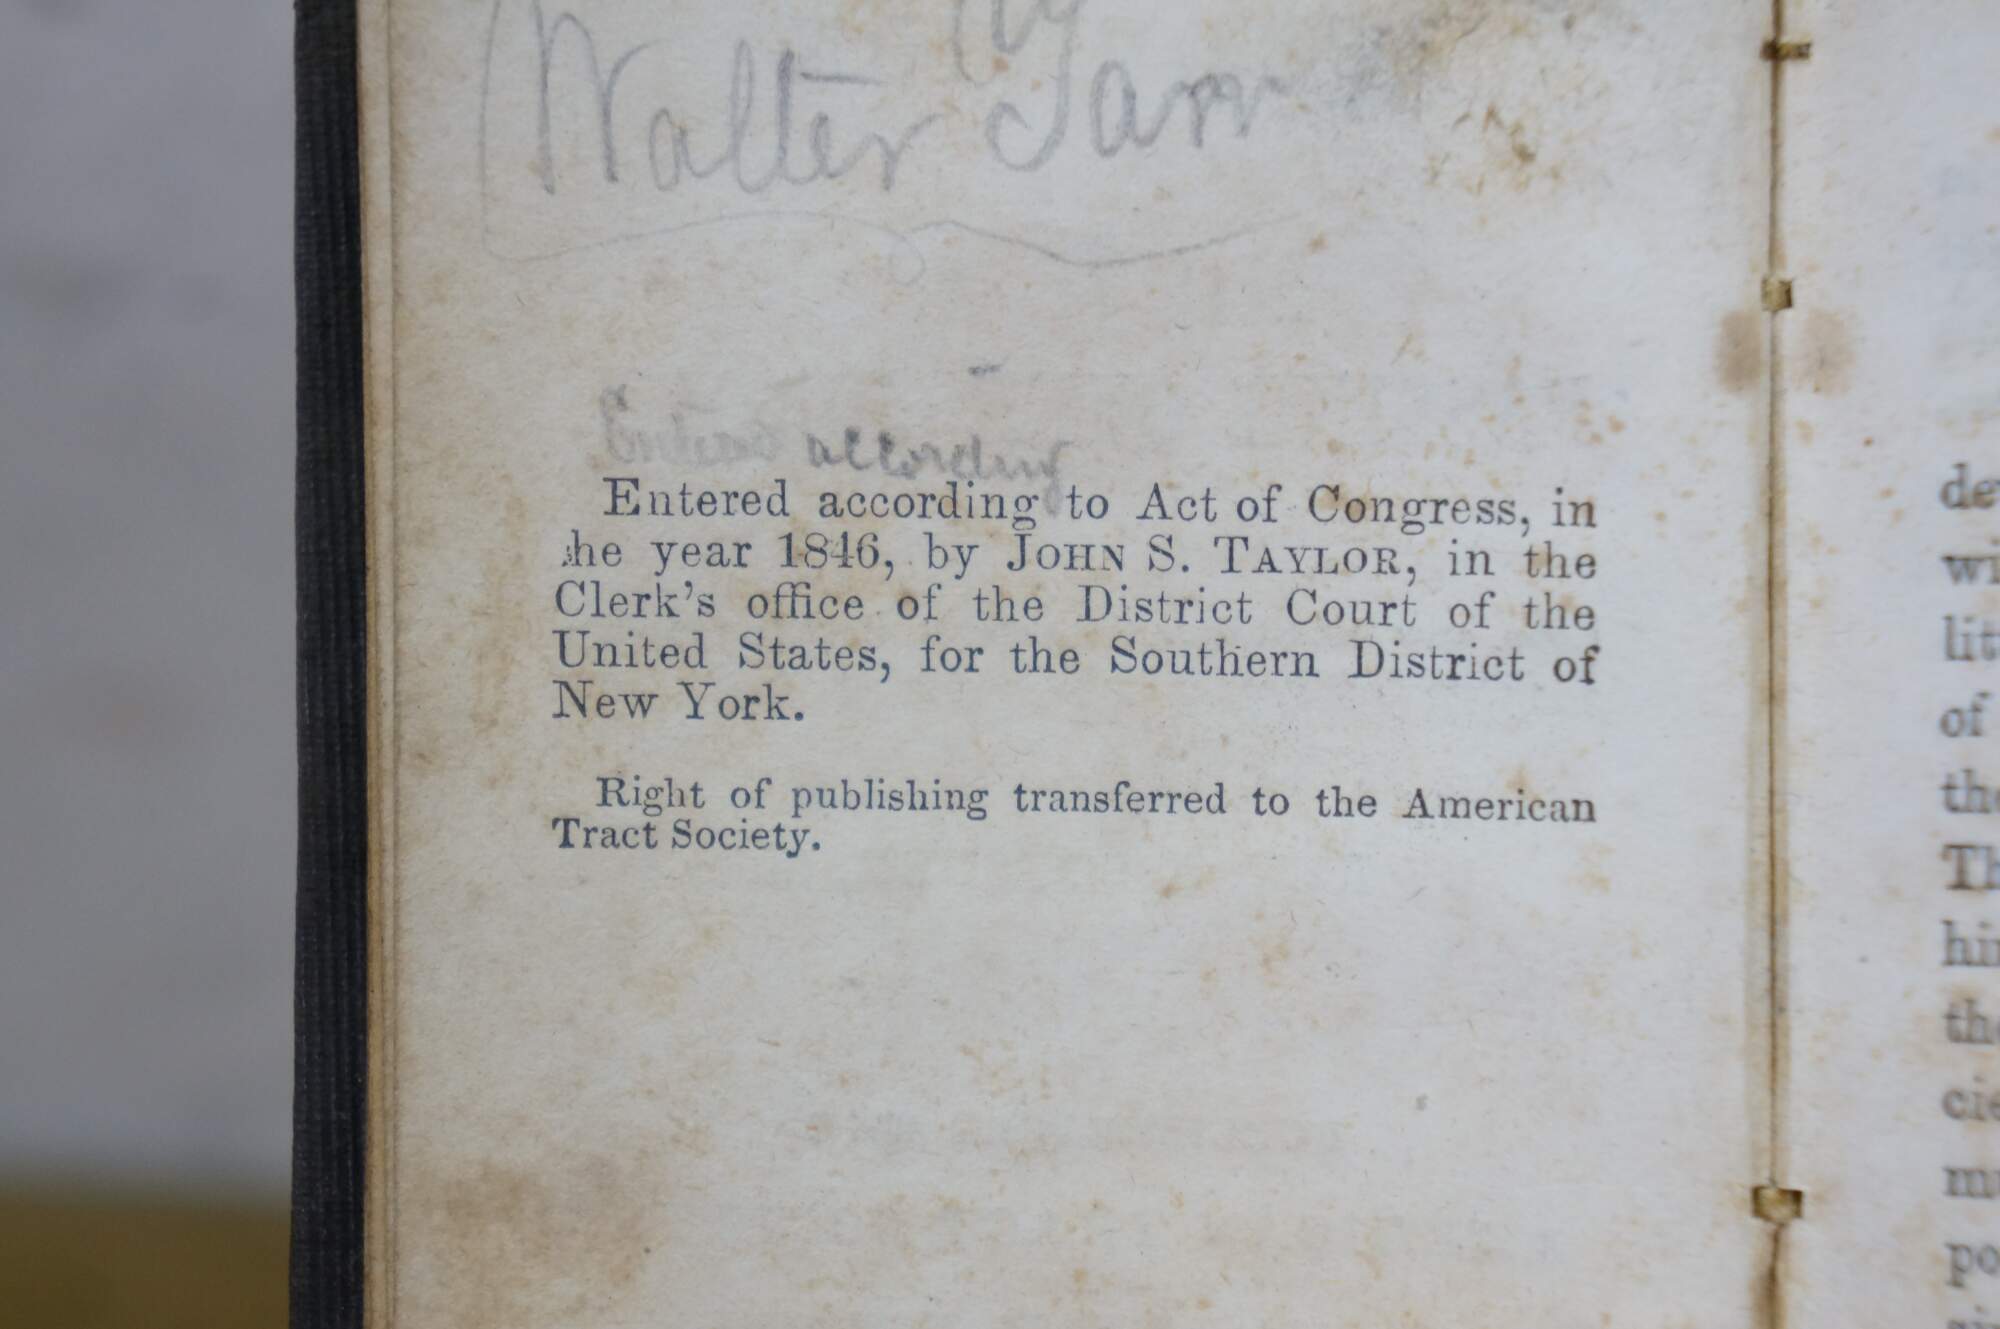 Walter
Entered according
Entered according to Act of Congress, in
he year 1846, by JOHN S. TAYLOR, in the
Clerk's office of the District Court of the
United States, for the Southern District of
New York.
Right of publishing transferred to the American
Tract Society.
of